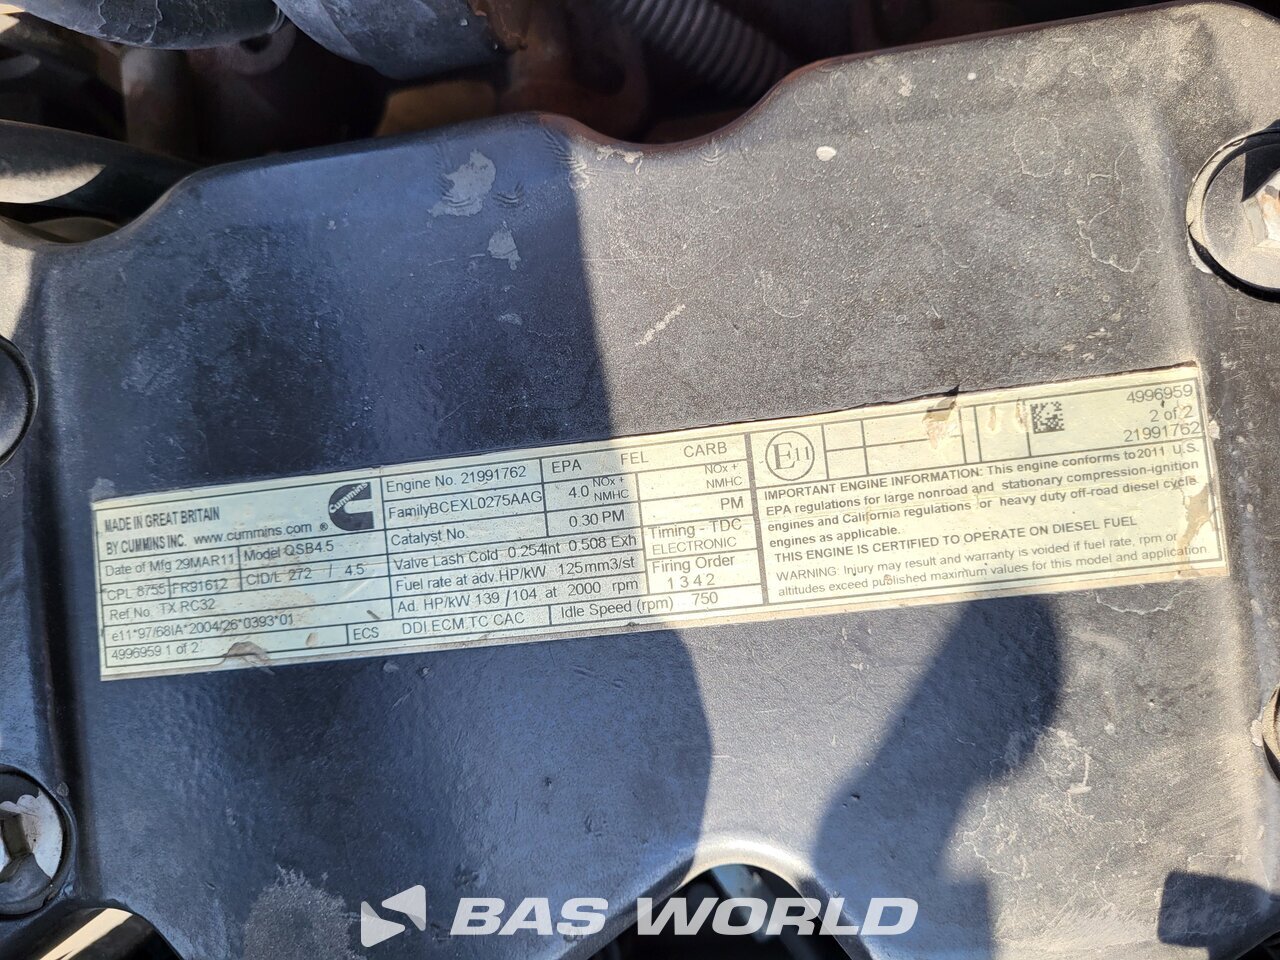 MADE IN GREAT BRITAIN
BY CUMMINS INC. www.cummins.com ®
Cummins
Date of Mfg 29MAR11 Model QSB4.5
CPL 8755 FR91612 CID/L 272 / 4.5
Ref No. TX RC32
e11*97/68IA*2004/26*0393*01
4996959 1 of 2
Engine No. 21991762
FamilyBCEXL0275AAG
Catalyst No.
Valve Lash Cold 0.254Int 0.508 Exh
Fuel rate at adv.HP/kW 125mm3/st
Ad. HP/kW 139 /104 at 2000 rpm
ECS DDI.ECM.TC CAC Idle Speed (rpm) 750
EPA FEL CARB
4.0 NOx + NMHC NOx + NMHC
0.30 PM PM
Timing - TDC
ELECTRONIC
Firing Order
1 3 4 2
E11
4996959
2 of 2
21991762
IMPORTANT ENGINE INFORMATION: This engine conforms to2011 U.S.
EPA regulations for large nonroad and stationary compression-ignition
engines and California regulations or heavy duty off-road diesel cycle
engines as applicable.
THIS ENGINE IS CERTIFIED TO OPERATE ON DIESEL FUEL
WARNING: Injury may result and warranty is voided if fuel rate, rpm or
altitudes exceed published maximum values for this model and application
BAS WORLD